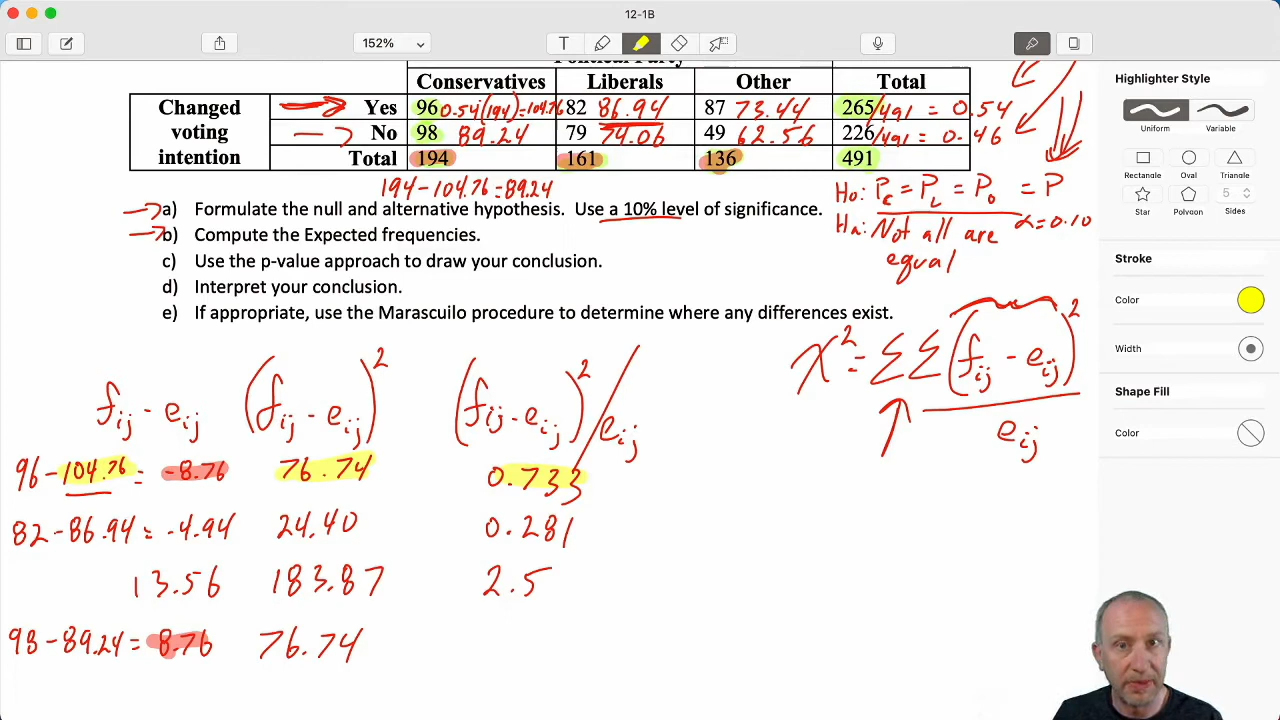 12-1B
152%
T
Political Party
Conservatives Liberals Other Total
Changed voting intention
Yes 96 0.54(194)=104.76 82 86.94 87 73.44 265/491 = 0.54
No 98 89.24 79 74.06 49 62.56 226/491 = 0.46
Total 194 161 136 491
194-104.76=89.24
a) Formulate the null and alternative hypothesis. Use a 10% level of significance.
b) Compute the Expected frequencies.
c) Use the p-value approach to draw your conclusion.
d) Interpret your conclusion.
e) If appropriate, use the Marascuilo procedure to determine where any differences exist.
Ho: Pc = PL = Po = P
Ha: Not all are equal
α=0.10
χ² = ΣΣ (fij - eij)² / eij
fij - eij (fij - eij)² (fij - eij)² / eij
96-104.76 = -8.76 76.74 0.733
82-86.94 = -4.94 24.40 0.281
13.56 183.87 2.5
98-89.24 = 8.76 76.74
Highlighter Style
Uniform Variable
Rectangle Oval Triangle
Star Polygon Sides
5
Stroke
Color
Width
Shape Fill
Color